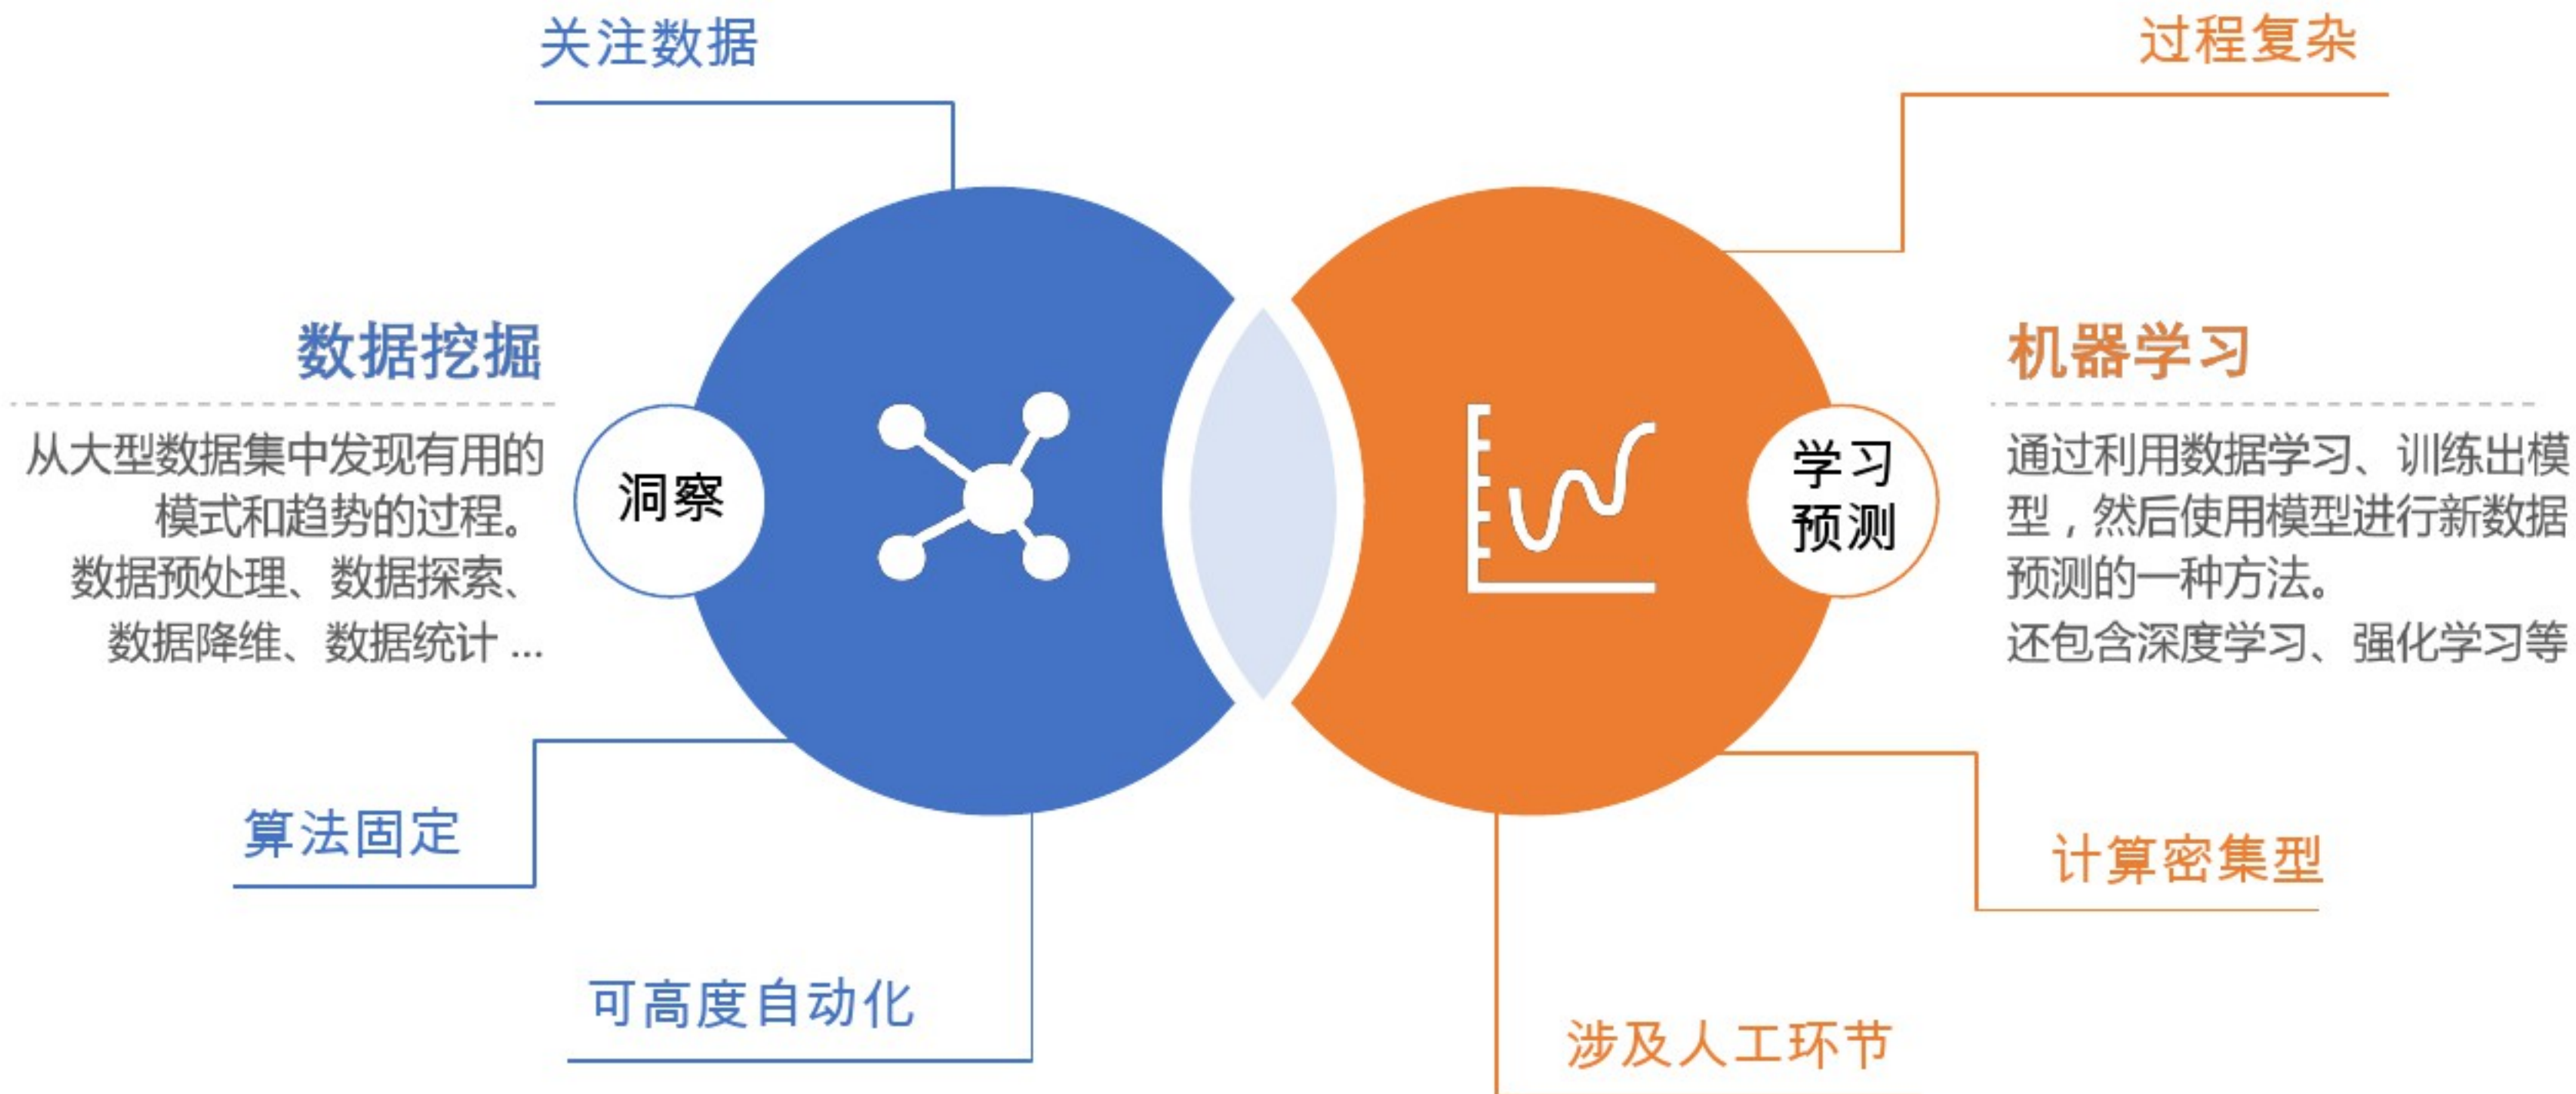 关注数据
过程复杂
数据挖掘
从大型数据集中发现有用的
模式和趋势的过程。
数据预处理、数据探索、
数据降维、数据统计 ...
洞察
学习
预测
机器学习
通过利用数据学习、训练出模
型，然后使用模型进行新数据
预测的一种方法。
还包含深度学习、强化学习等
算法固定
计算密集型
可高度自动化
涉及人工环节